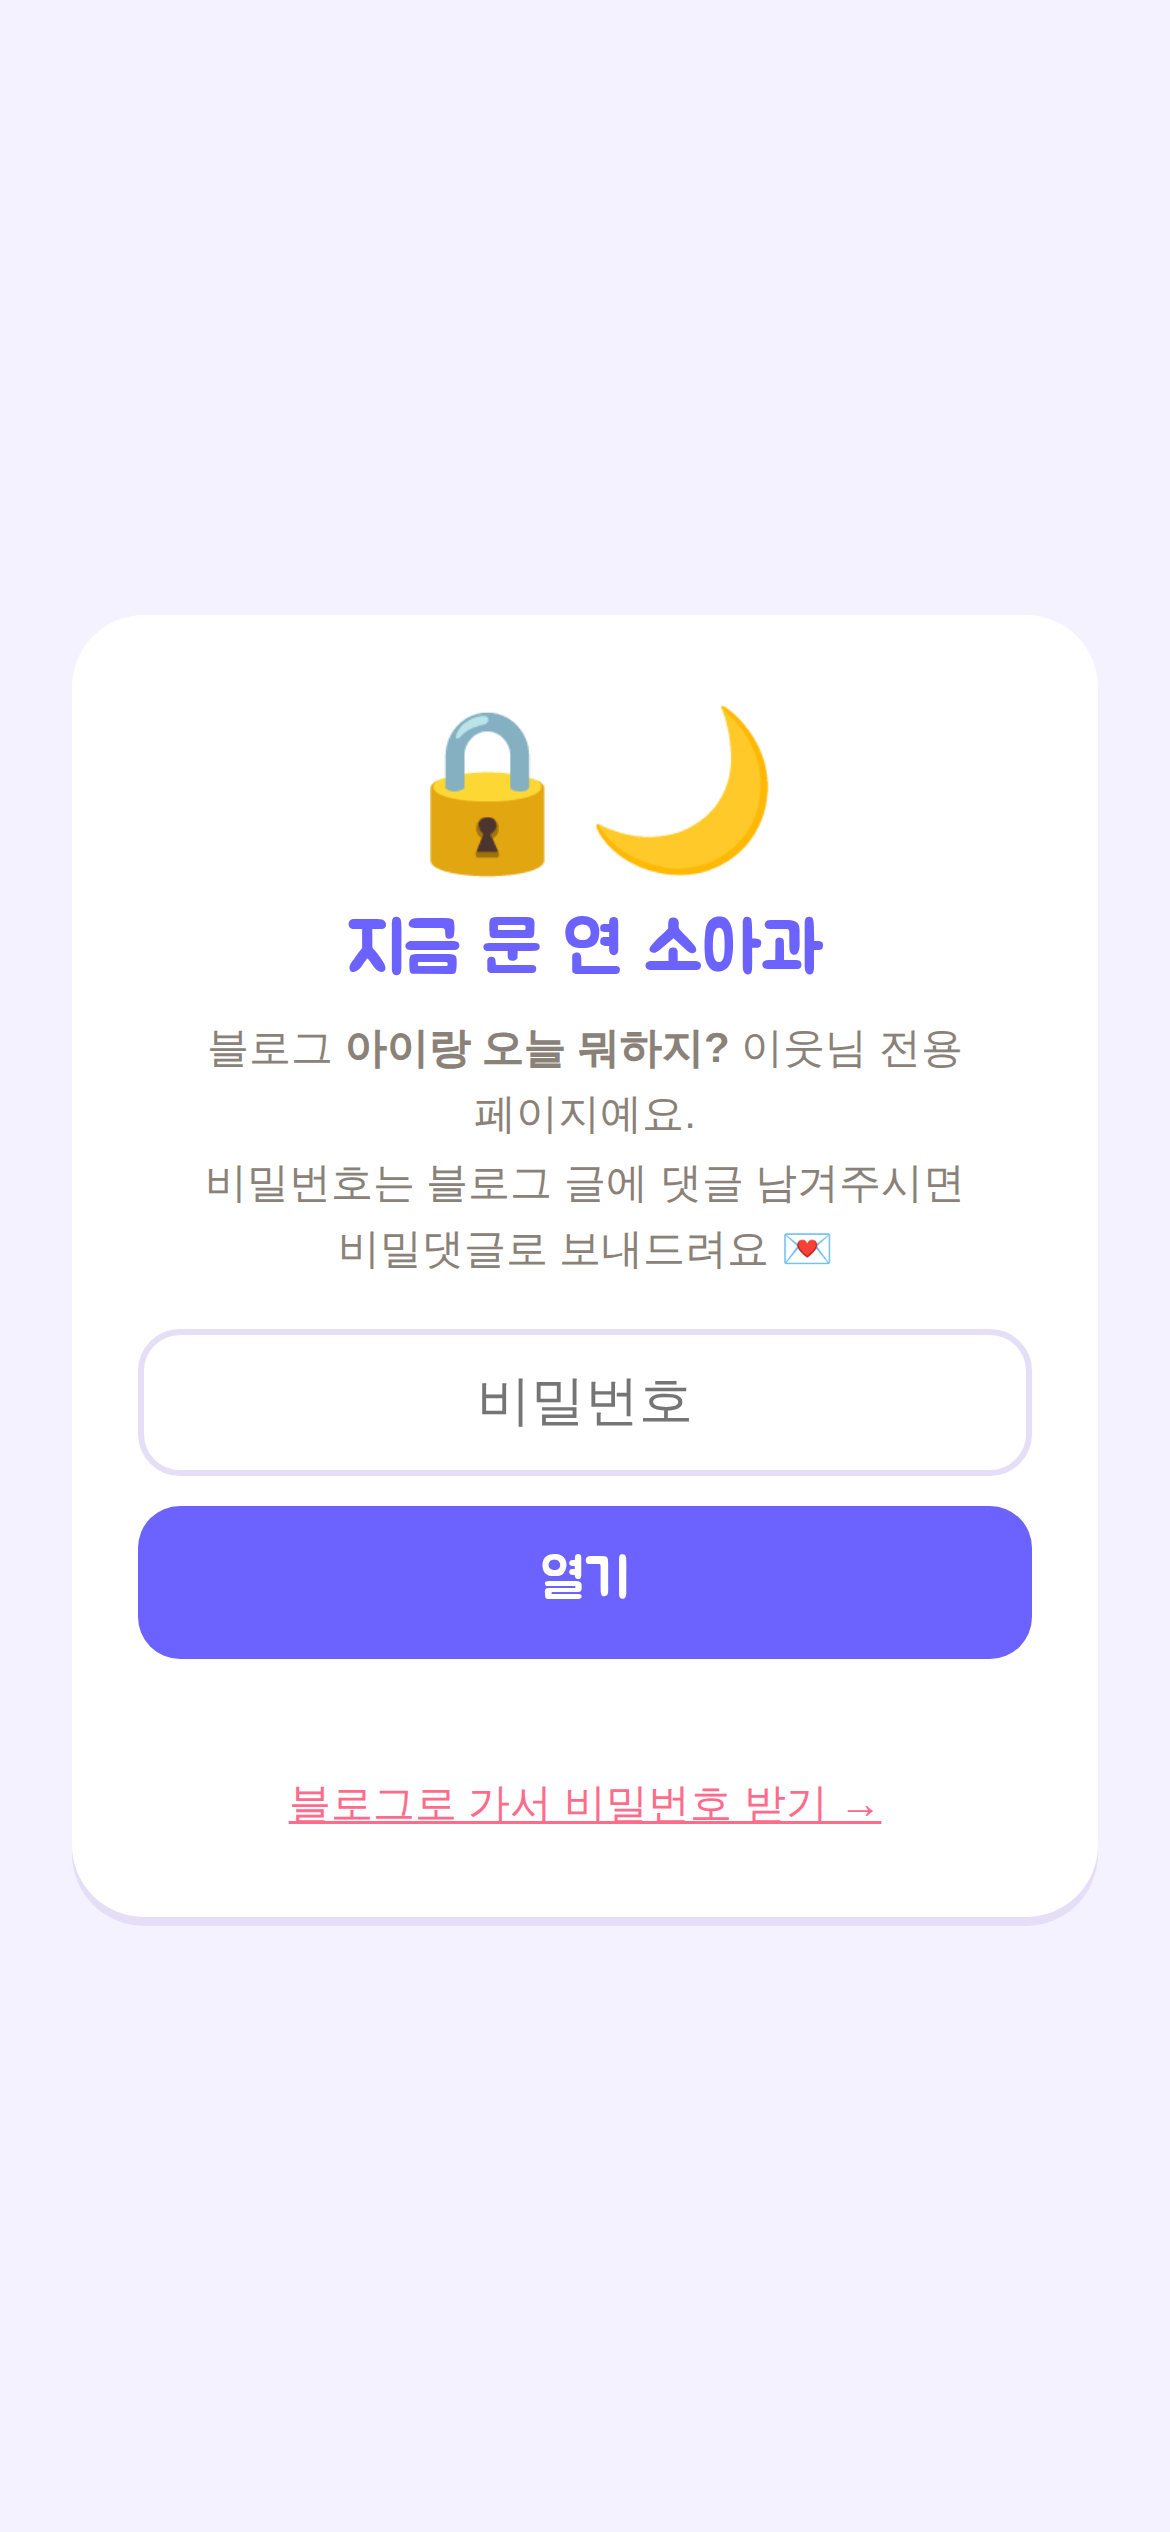 지금 문 연 소아과
블로그 아이랑 오늘 뭐하지? 이웃님 전용
페이지예요.
비밀번호는 블로그 글에 댓글 남겨주시면
비밀댓글로 보내드려요 💌
비밀번호
열기
블로그로 가서 비밀번호 받기 →